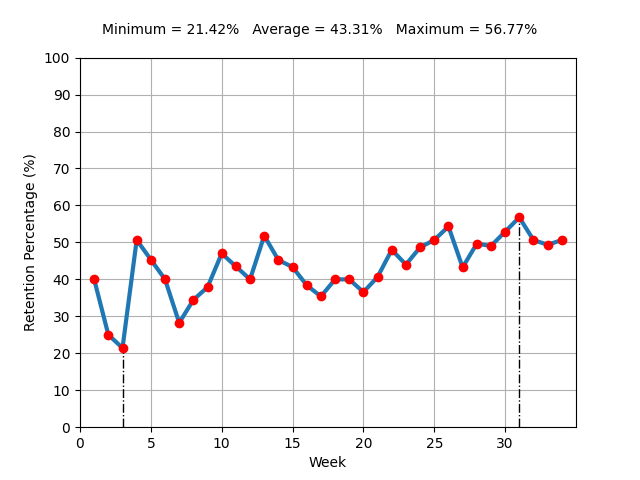 Minimum = 21.42%   Average = 43.31%   Maximum = 56.77%
100
90
80
70
60
50
40
30
20
10
0
Retention Percentage (%)
0 5 10 15 20 25 30
Week